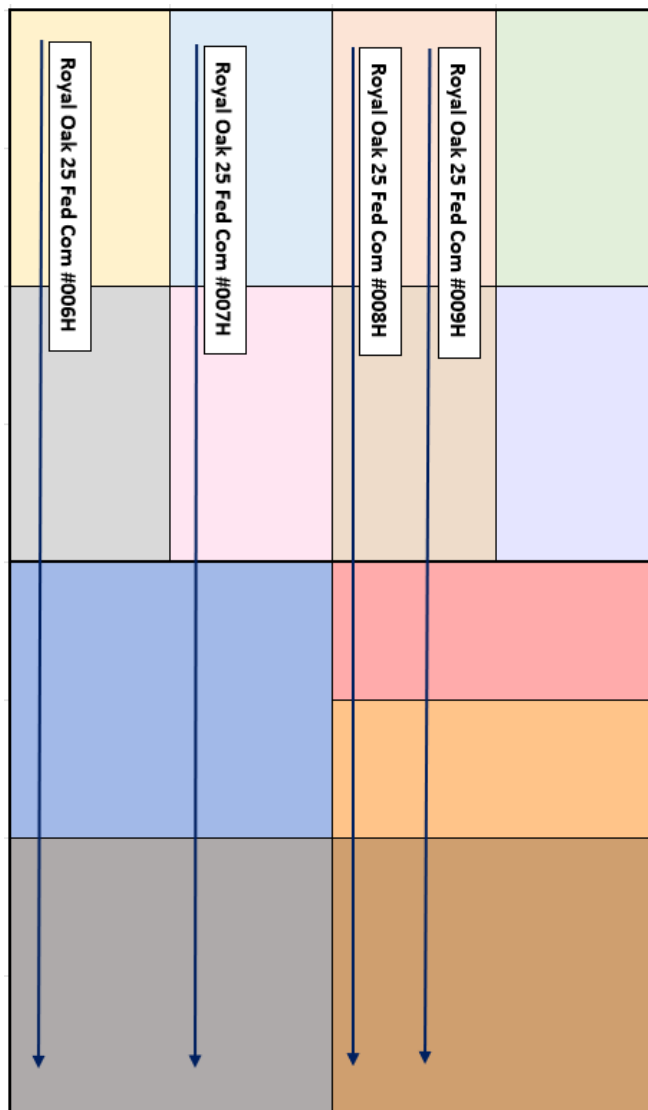 Royal Oak 25 Fed Com #006H
Royal Oak 25 Fed Com #007H
Royal Oak 25 Fed Com #008H
Royal Oak 25 Fed Com #009H